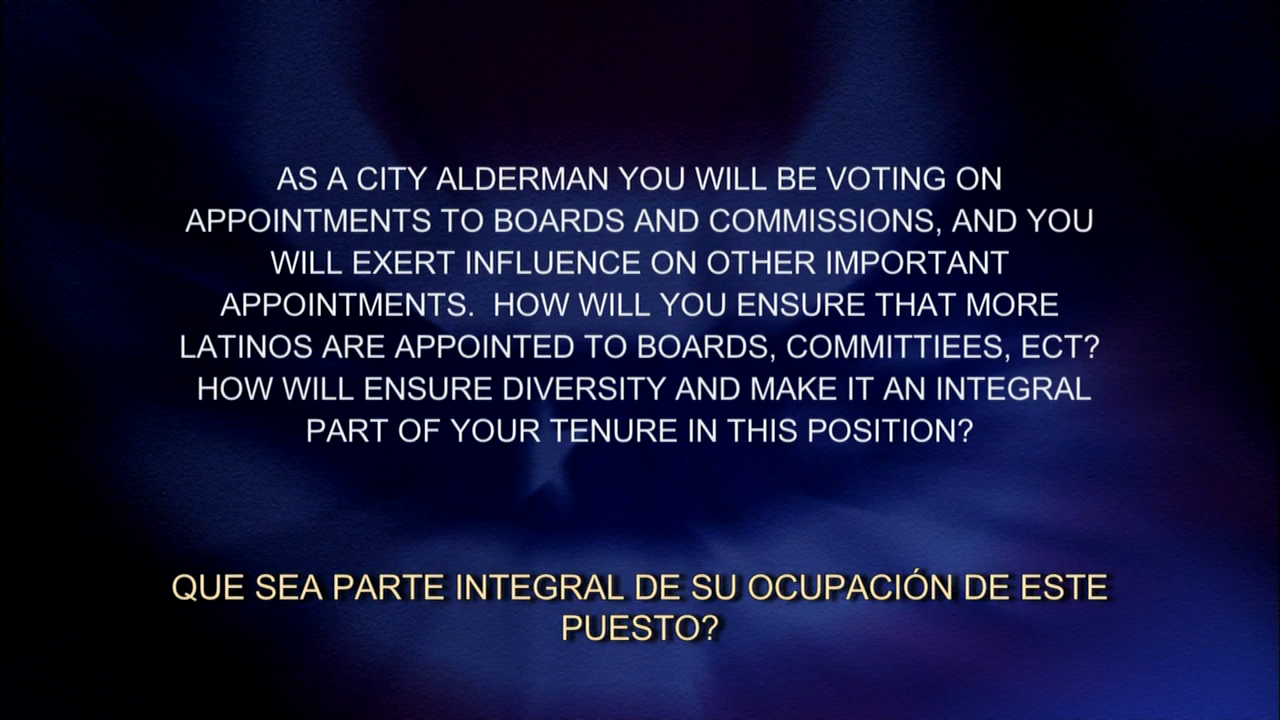 AS A CITY ALDERMAN YOU WILL BE VOTING ON
APPOINTMENTS TO BOARDS AND COMMISSIONS, AND YOU
WILL EXERT INFLUENCE ON OTHER IMPORTANT
APPOINTMENTS.  HOW WILL YOU ENSURE THAT MORE
LATINOS ARE APPOINTED TO BOARDS, COMMITTIEES, ECT?
HOW WILL ENSURE DIVERSITY AND MAKE IT AN INTEGRAL
PART OF YOUR TENURE IN THIS POSITION?
QUE SEA PARTE INTEGRAL DE SU OCUPACIÓN DE ESTE
PUESTO?